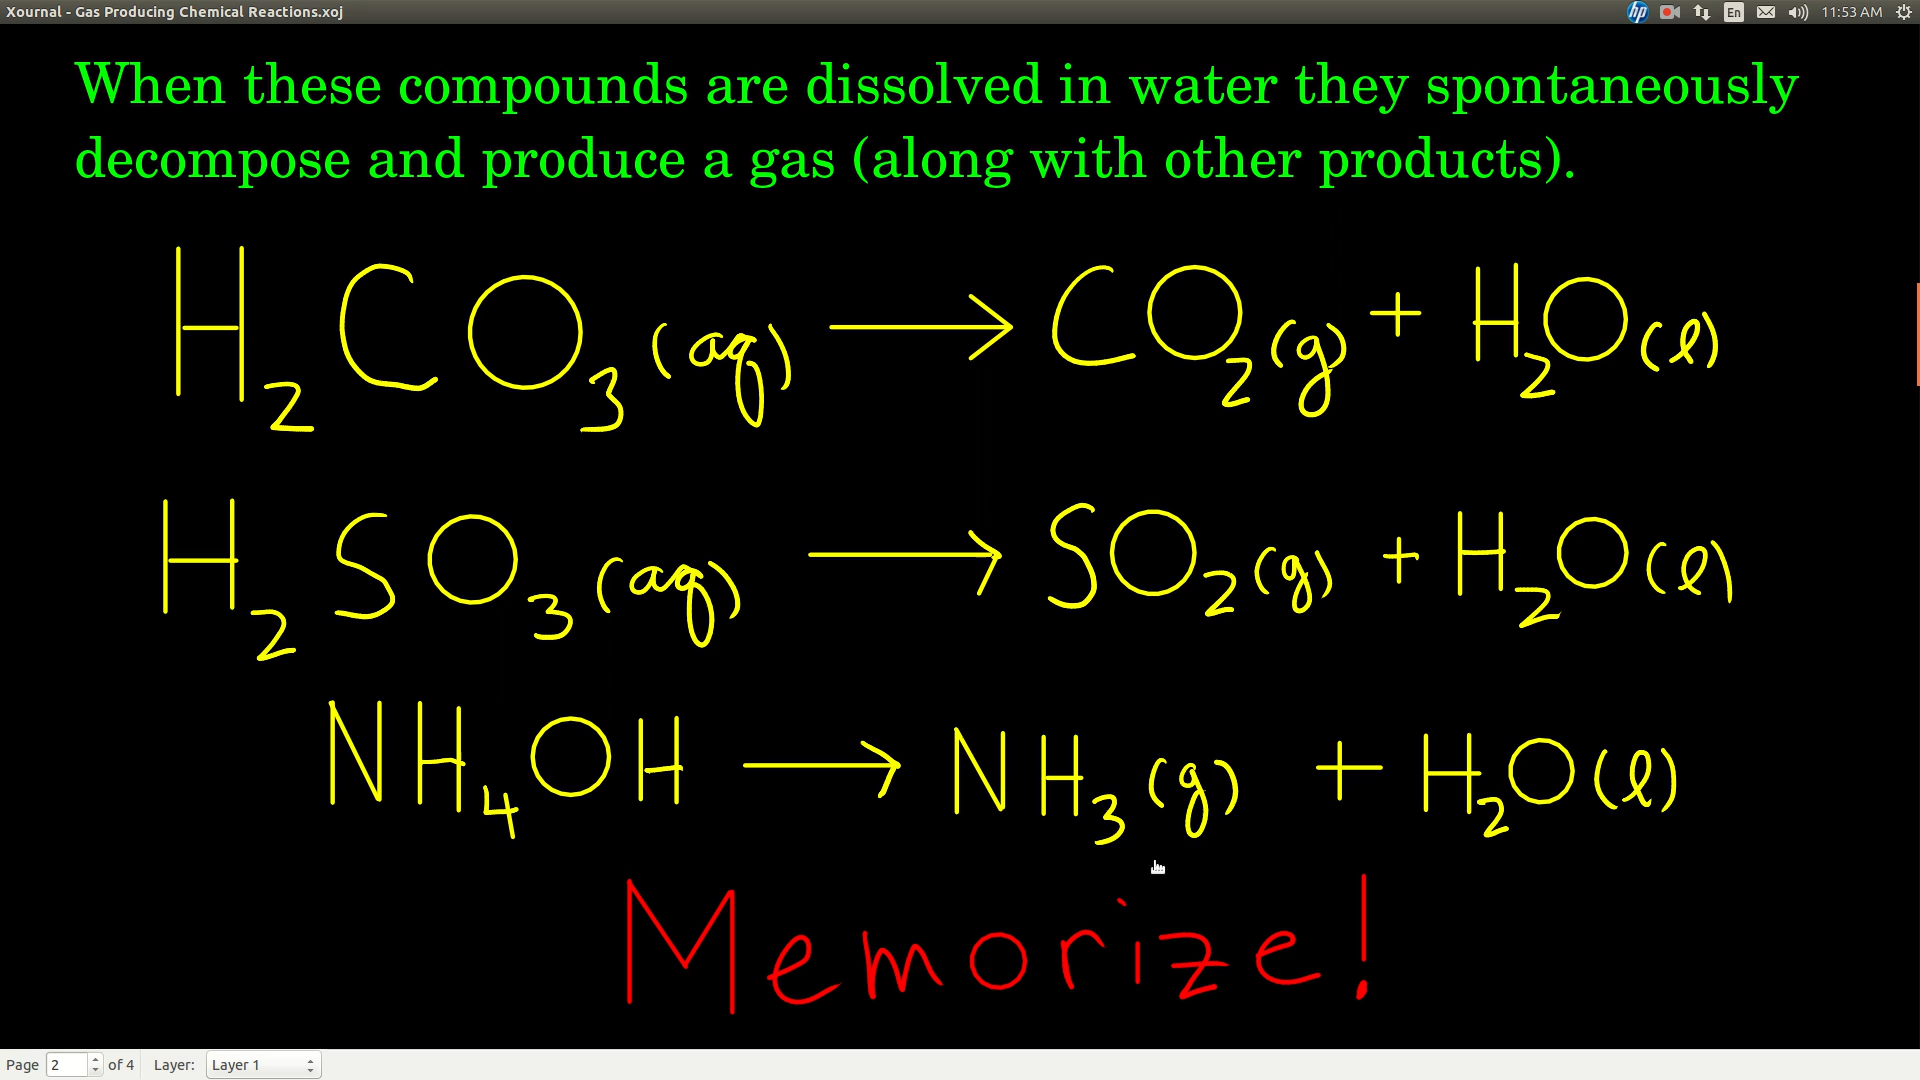 Xournal - Gas Producing Chemical Reactions.xoj
hp En 11:53 AM
When these compounds are dissolved in water they spontaneously
decompose and produce a gas (along with other products).
H₂CO₃(aq) → CO₂(g) + H₂O(l)
H₂SO₃(aq) → SO₂(g) + H₂O(l)
NH₄OH → NH₃(g) + H₂O(l)
Memorize!
Page 2 of 4 Layer: Layer 1